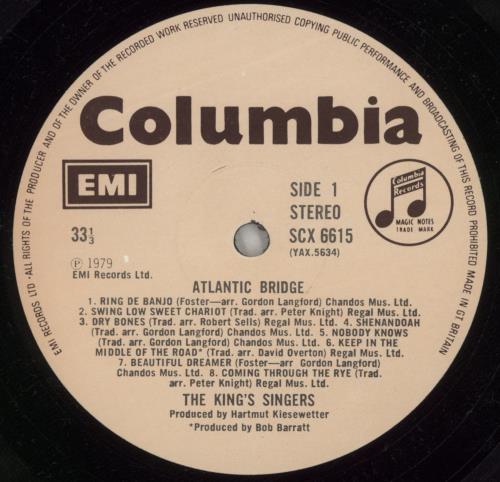 EMI RECORDS LTD · ALL RIGHTS OF THE PRODUCER AND OF THE OWNER OF THE RECORDED WORK RESERVED UNAUTHORISED COPYING PUBLIC PERFORMANCE AND BROADCASTING OF THIS RECORD PROHIBITED MADE IN GT BRITAIN
Columbia
EMI
SIDE 1
STEREO
SCX 6615
(YAX.5634)
Columbia
Records
MAGIC NOTES
TRADE MARK
33⅓
Ⓟ 1979
EMI Records Ltd.
ATLANTIC BRIDGE
1. RING DE BANJO (Foster—arr. Gordon Langford) Chandos Mus. Ltd.
2. SWING LOW SWEET CHARIOT (Trad. arr. Peter Knight) Regal Mus. Ltd.
3. DRY BONES (Trad. arr. Robert Sells) Regal Mus. Ltd. 4. SHENANDOAH
(Trad. arr. Gordon Langford) Chandos Mus. Ltd. 5. NOBODY KNOWS
(Trad. arr. Gordon Langford) Chandos Mus. Ltd. 6. KEEP IN THE
MIDDLE OF THE ROAD* (Trad. arr. David Overton) Regal Mus. Ltd.
7. BEAUTIFUL DREAMER (Foster—arr. Gordon Langford)
Chandos Mus. Ltd. 8. COMING THROUGH THE RYE (Trad.
arr. Peter Knight) Regal Mus. Ltd.
THE KING'S SINGERS
Produced by Hartmut Kiesewetter
*Produced by Bob Barratt